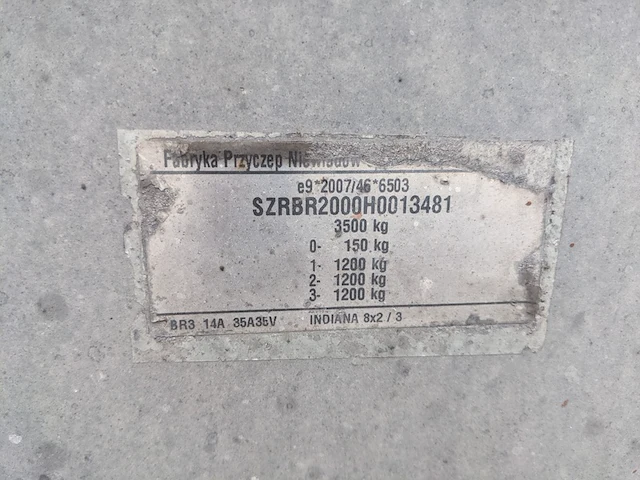 Fabryka Przyczep Niewiadów
e9*2007/46*6503
SZRBR2000H0013481
3500 kg
0- 150 kg
1- 1200 kg
2- 1200 kg
3- 1200 kg
BR3 14A 35A35V INDIANA 8x2 / 3